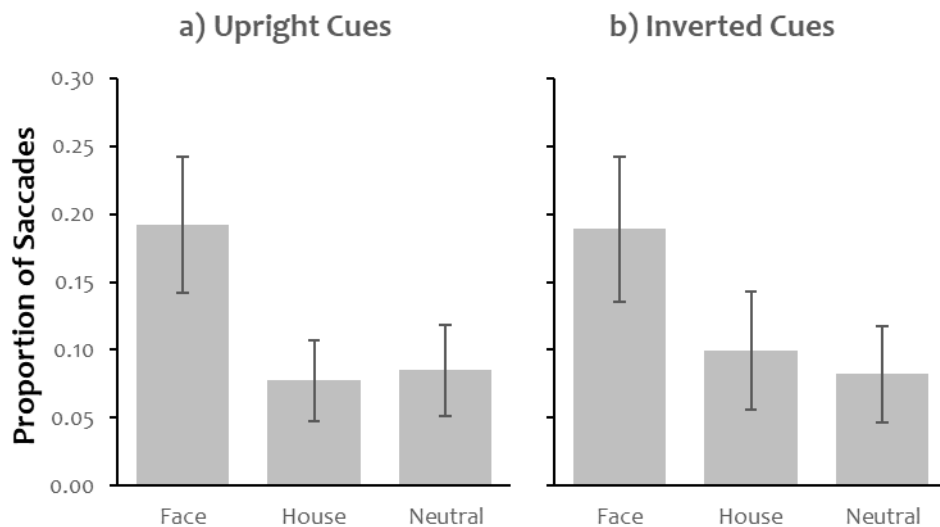 a) Upright Cues
b) Inverted Cues
Proportion of Saccades
0.30
0.25
0.20
0.15
0.10
0.05
0.00
Face House Neutral
Face House Neutral